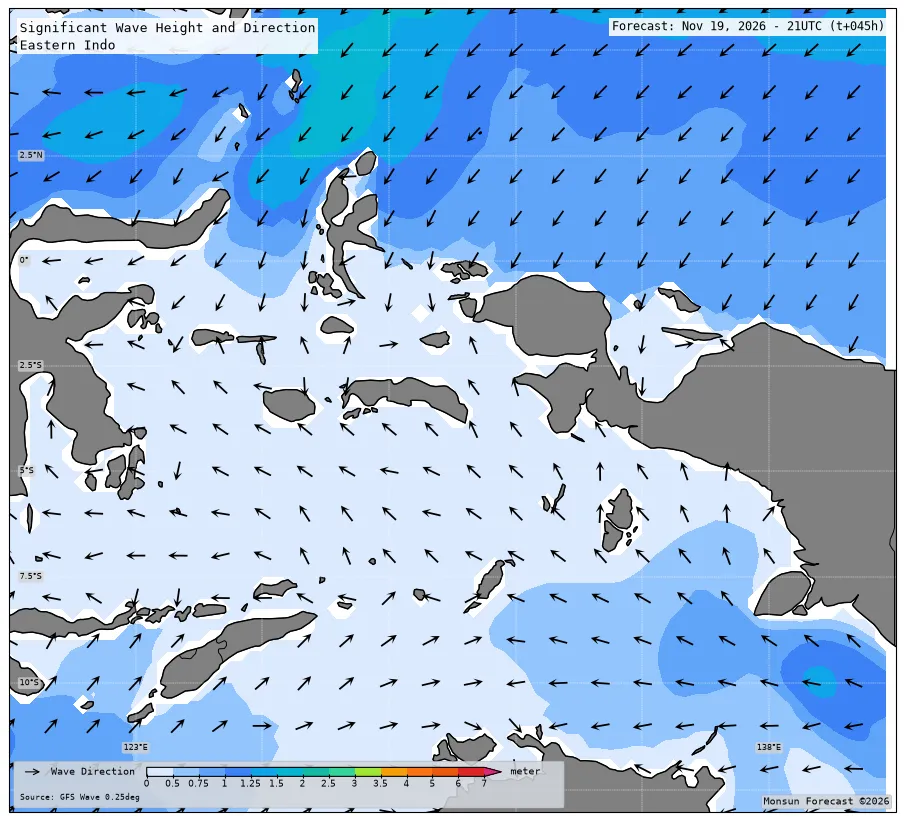 Significant Wave Height and Direction
Eastern Indo
Forecast: Nov 19, 2026 - 21UTC (t+045h)
2.5°N
0°
2.5°S
5°S
7.5°S
10°S
123°E
138°E
Wave Direction
meter
0 0.5 0.75 1 1.25 1.5 2 2.5 3 3.5 4 5 6 7
Source: GFS Wave 0.25deg
Monsun Forecast ©2026